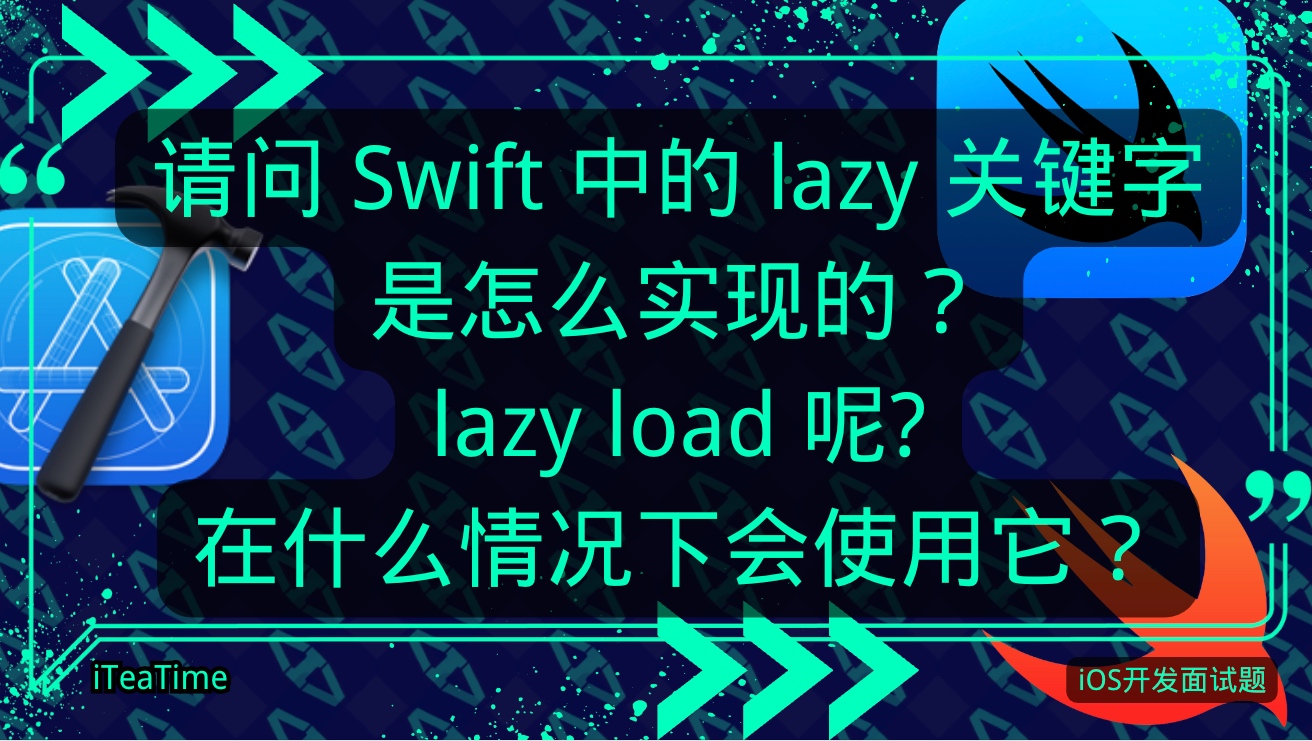 请问 Swift 中的 lazy 关键字
是怎么实现的？
lazy load 呢?
在什么情况下会使用它？
iTeaTime
iOS开发面试题